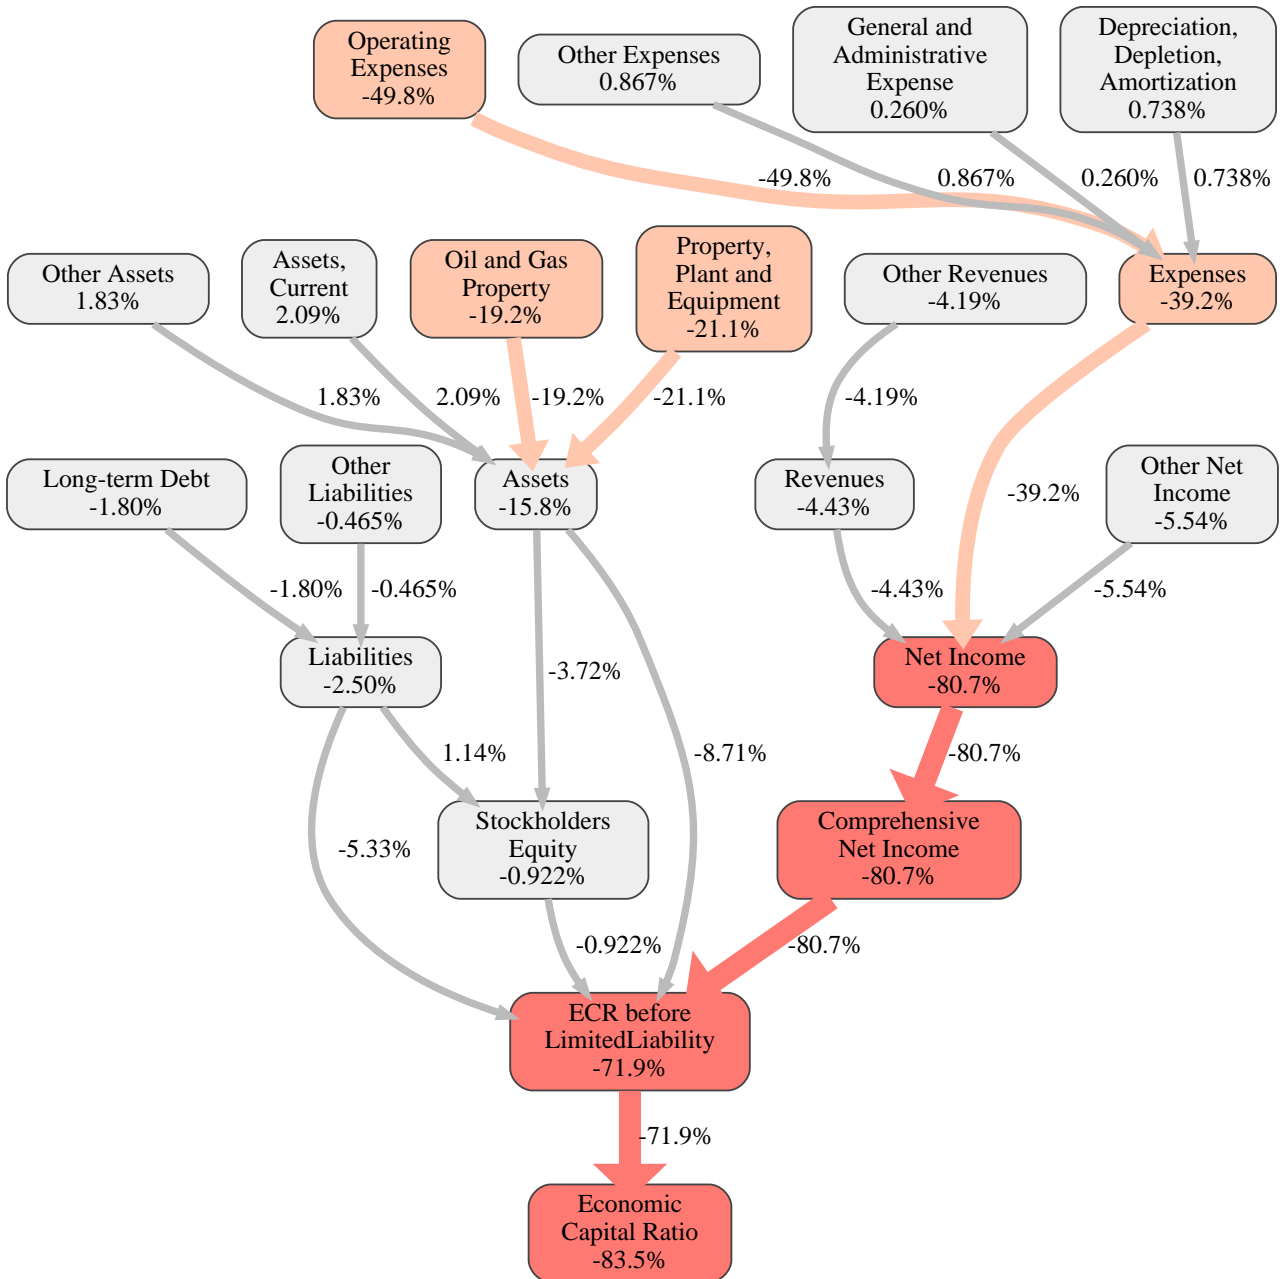 Operating
Expenses
-49.8%
Other Expenses
0.867%
General and
Administrative
Expense
0.260%
Depreciation,
Depletion,
Amortization
0.738%
-49.8%
0.867%
0.260%
0.738%
Other Assets
1.83%
Assets,
Current
2.09%
Oil and Gas
Property
-19.2%
Property,
Plant and
Equipment
-21.1%
Other Revenues
-4.19%
Expenses
-39.2%
1.83%
2.09%
-19.2%
-21.1%
-4.19%
-39.2%
Long-term Debt
-1.80%
Other
Liabilities
-0.465%
Assets
-15.8%
Revenues
-4.43%
Other Net
Income
-5.54%
-1.80%
-0.465%
-3.72%
-8.71%
-4.43%
-5.54%
Liabilities
-2.50%
Net Income
-80.7%
1.14%
-5.33%
-80.7%
Stockholders
Equity
-0.922%
Comprehensive
Net Income
-80.7%
-0.922%
-80.7%
ECR before
LimitedLiability
-71.9%
-71.9%
Economic
Capital Ratio
-83.5%